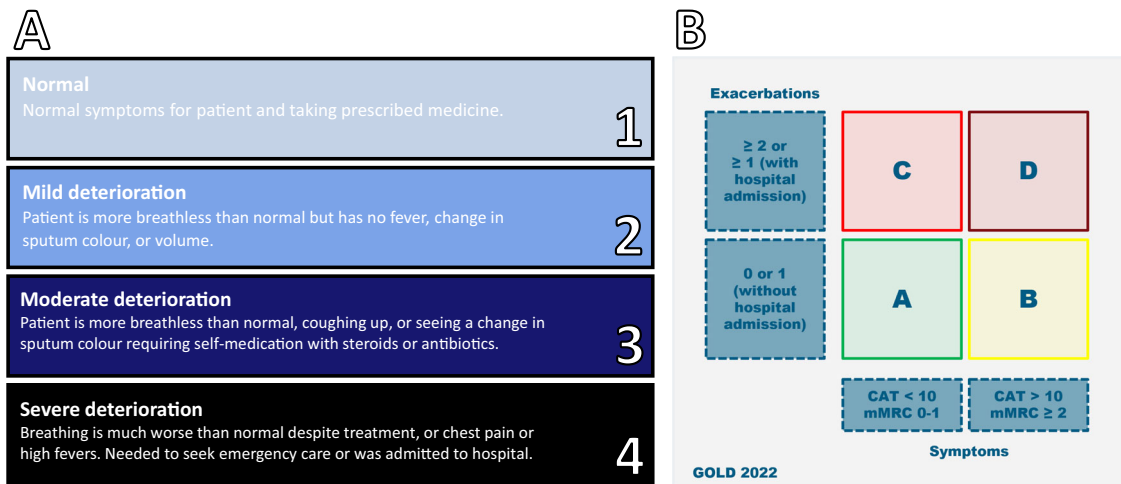 A
Normal
Normal symptoms for patient and taking prescribed medicine.
1
Mild deterioration
Patient is more breathless than normal but has no fever, change in
sputum colour, or volume.
2
Moderate deterioration
Patient is more breathless than normal, coughing up, or seeing a change in
sputum colour requiring self-medication with steroids or antibiotics.
3
Severe deterioration
Breathing is much worse than normal despite treatment, or chest pain or
high fevers. Needed to seek emergency care or was admitted to hospital.
4
B
Exacerbations
≥ 2 or
≥ 1 (with
hospital
admission)
C
D
0 or 1
(without
hospital
admission)
A
B
CAT < 10
mMRC 0-1
CAT > 10
mMRC ≥ 2
Symptoms
GOLD 2022